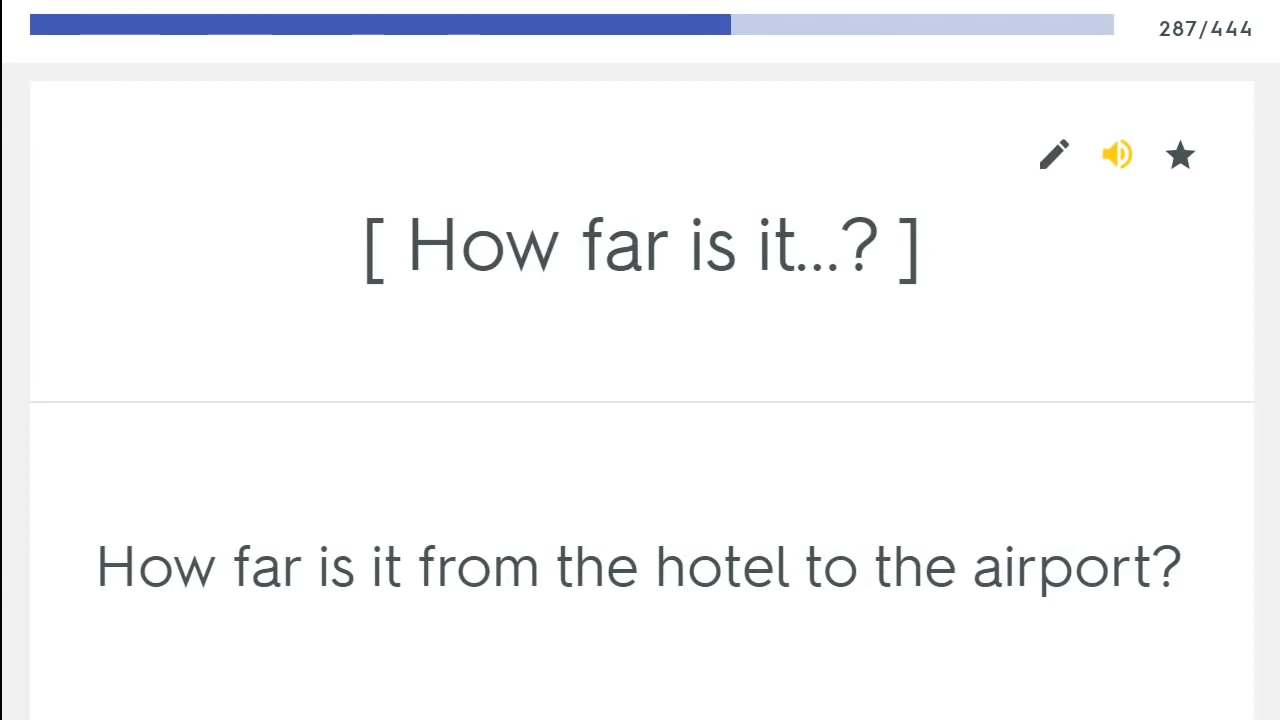 287/444
[ How far is it...? ]
How far is it from the hotel to the airport?